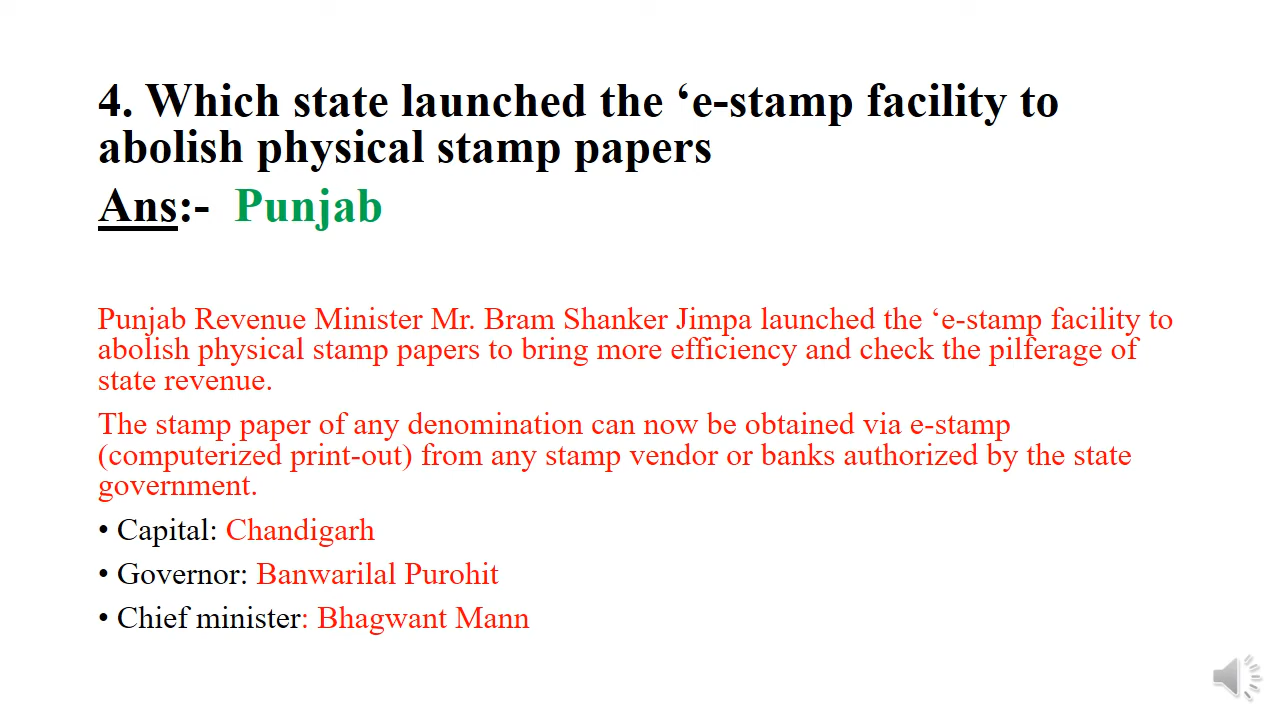 4. Which state launched the ‘e-stamp facility to
abolish physical stamp papers
Ans:- Punjab
Punjab Revenue Minister Mr. Bram Shanker Jimpa launched the ‘e-stamp facility to
abolish physical stamp papers to bring more efficiency and check the pilferage of
state revenue.
The stamp paper of any denomination can now be obtained via e-stamp
(computerized print-out) from any stamp vendor or banks authorized by the state
government.
• Capital: Chandigarh
• Governor: Banwarilal Purohit
• Chief minister: Bhagwant Mann